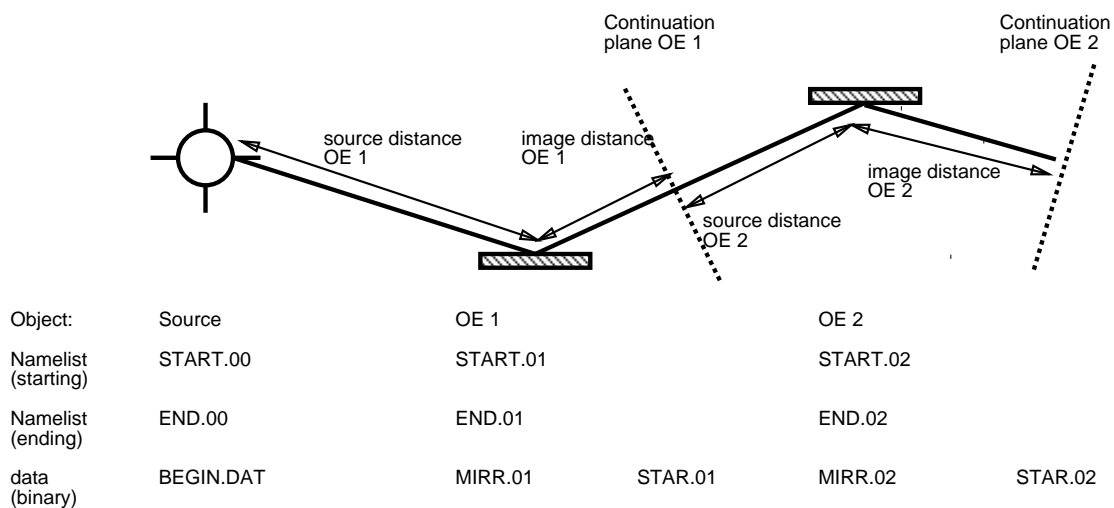 Continuation
plane OE 1
Continuation
plane OE 2
source distance
OE 1
image distance
OE 1
image distance
OE 2
source distance
OE 2
Object: Source OE 1 OE 2
Namelist
(starting) START.00 START.01 START.02
Namelist
(ending) END.00 END.01 END.02
data
(binary) BEGIN.DAT MIRR.01 STAR.01 MIRR.02 STAR.02